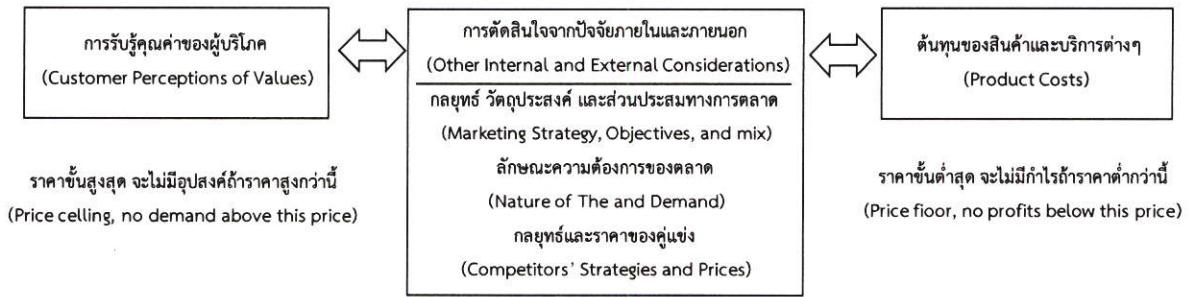 การรับรู้คุณค่าของผู้บริโภค
(Customer Perceptions of Values)
ราคาขั้นสูงสุด จะไม่มีอุปสงค์ถ้าราคาสูงกว่านี้
(Price celling, no demand above this price)
การตัดสินใจจากปัจจัยภายในและภายนอก
(Other Internal and External Considerations)
กลยุทธ์ วัตถุประสงค์ และส่วนประสมทางการตลาด
(Marketing Strategy, Objectives, and mix)
ลักษณะความต้องการของตลาด
(Nature of The and Demand)
กลยุทธ์และราคาของคู่แข่ง
(Competitors' Strategies and Prices)
ต้นทุนของสินค้าและบริการต่างๆ
(Product Costs)
ราคาขั้นต่ำสุด จะไม่มีกำไรถ้าราคาต่ำกว่านี้
(Price fioor, no profits below this price)